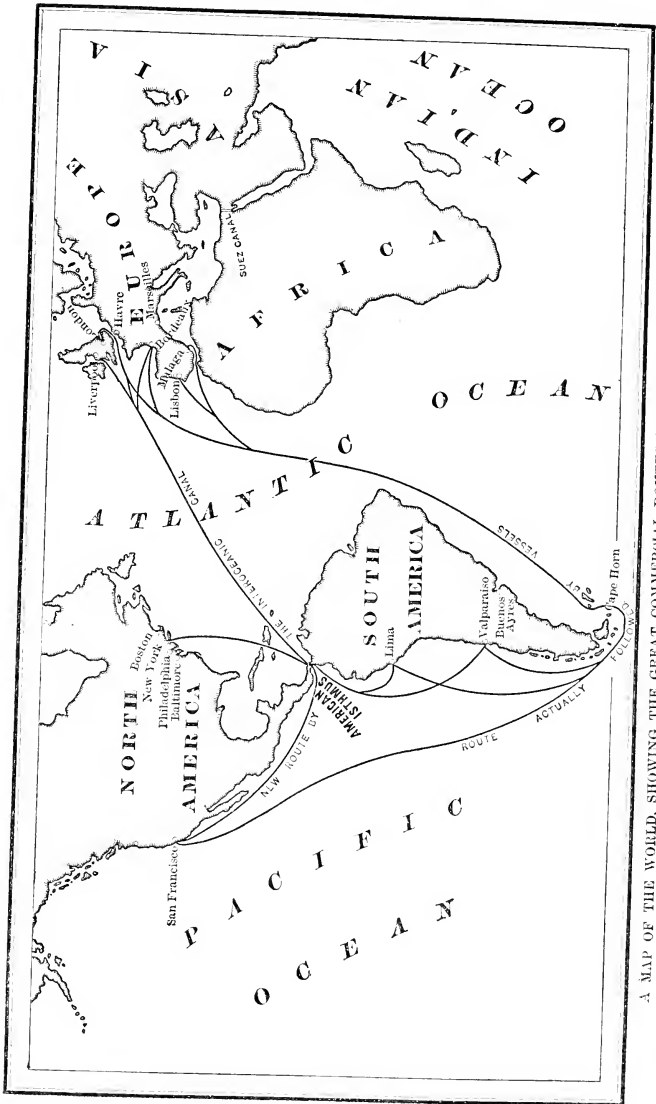 NORTH
AMERICA
Boston
New York
Philadelphia
Baltimore
San Francisco
ATLANTIC
OCEAN
EUROPE
London
Liverpool
Havre
Marseilles
Bordeaux
Malaga
Lisbon
ASIA
SUEZ CANAL
AFRICA
INDIAN
OCEAN
NEW ROUTE BY THE INTEROCEANIC CANAL
AMERICAN
ISTHMUS
SOUTH
AMERICA
Lima
Valparaiso
Buenos
Ayres
Cape Horn
ROUTE ACTUALLY FOLLOWED BY VESSELS
PACIFIC
OCEAN
A MAP OF THE WORLD, SHOWING THE GREAT COMMERCIAL